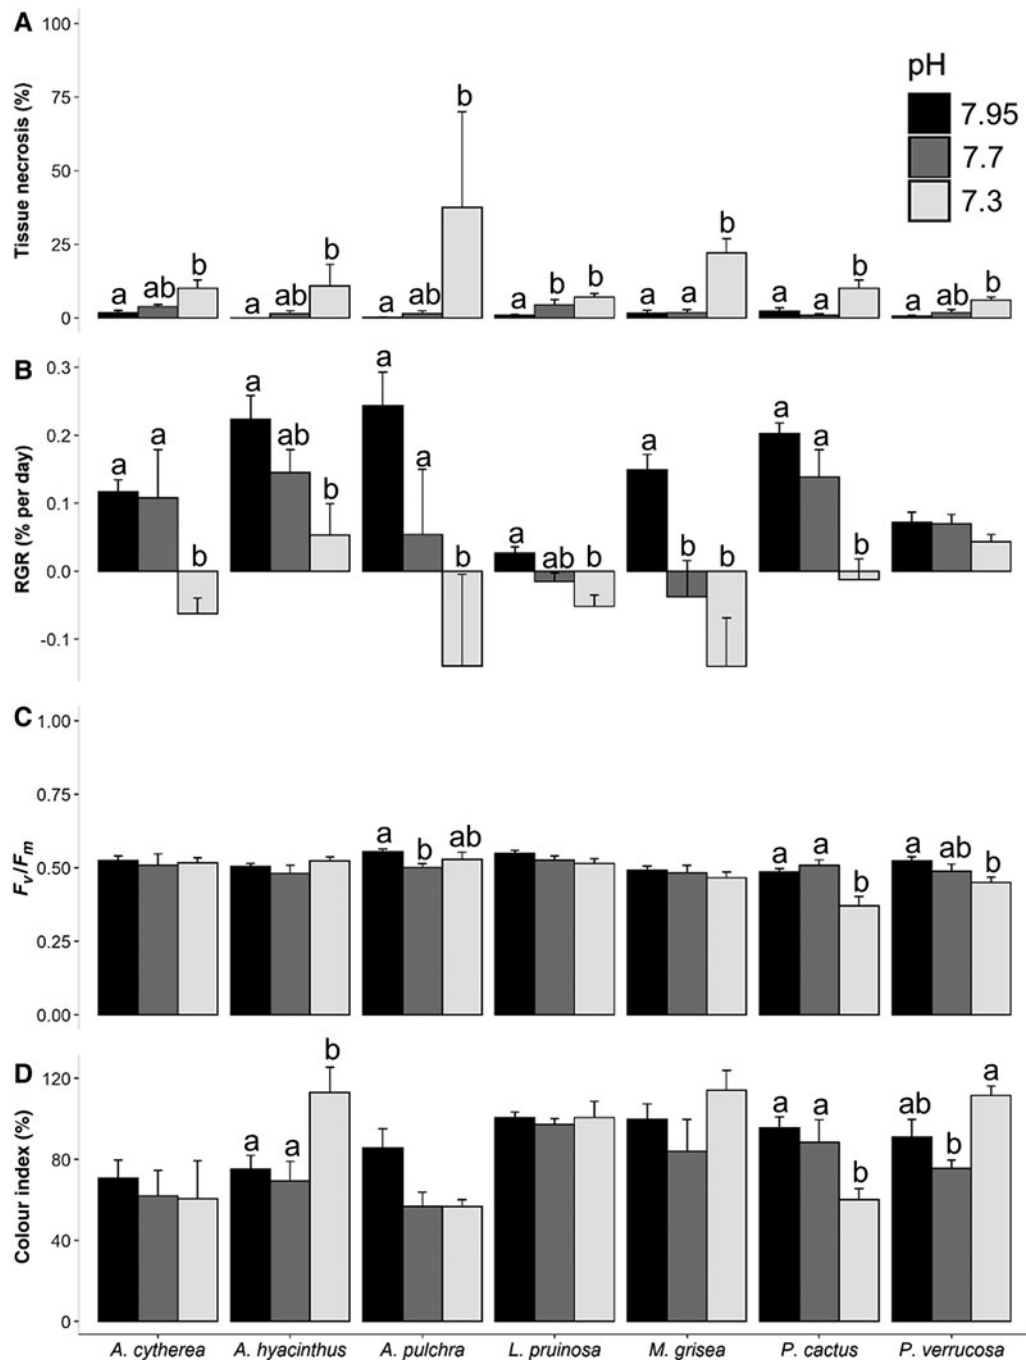 A
100
75
50
25
0
Tissue necrosis (%)
pH
7.95
7.7
7.3
a ab b
a ab b
a ab b
a b b
a a b
a a b
a ab b
B
0.3
0.2
0.1
0.0
-0.1
RGR (% per day)
a a b
a ab b
a a b
a ab b
a b b
a a b
C
1.00
0.75
0.50
0.25
0.00
Fv/Fm
a b ab
a a b
a ab b
D
120
80
40
0
Colour index (%)
a a b
a a b
ab b a
A. cytherea A. hyacinthus A. pulchra L. pruinosa M. grisea P. cactus P. verrucosa